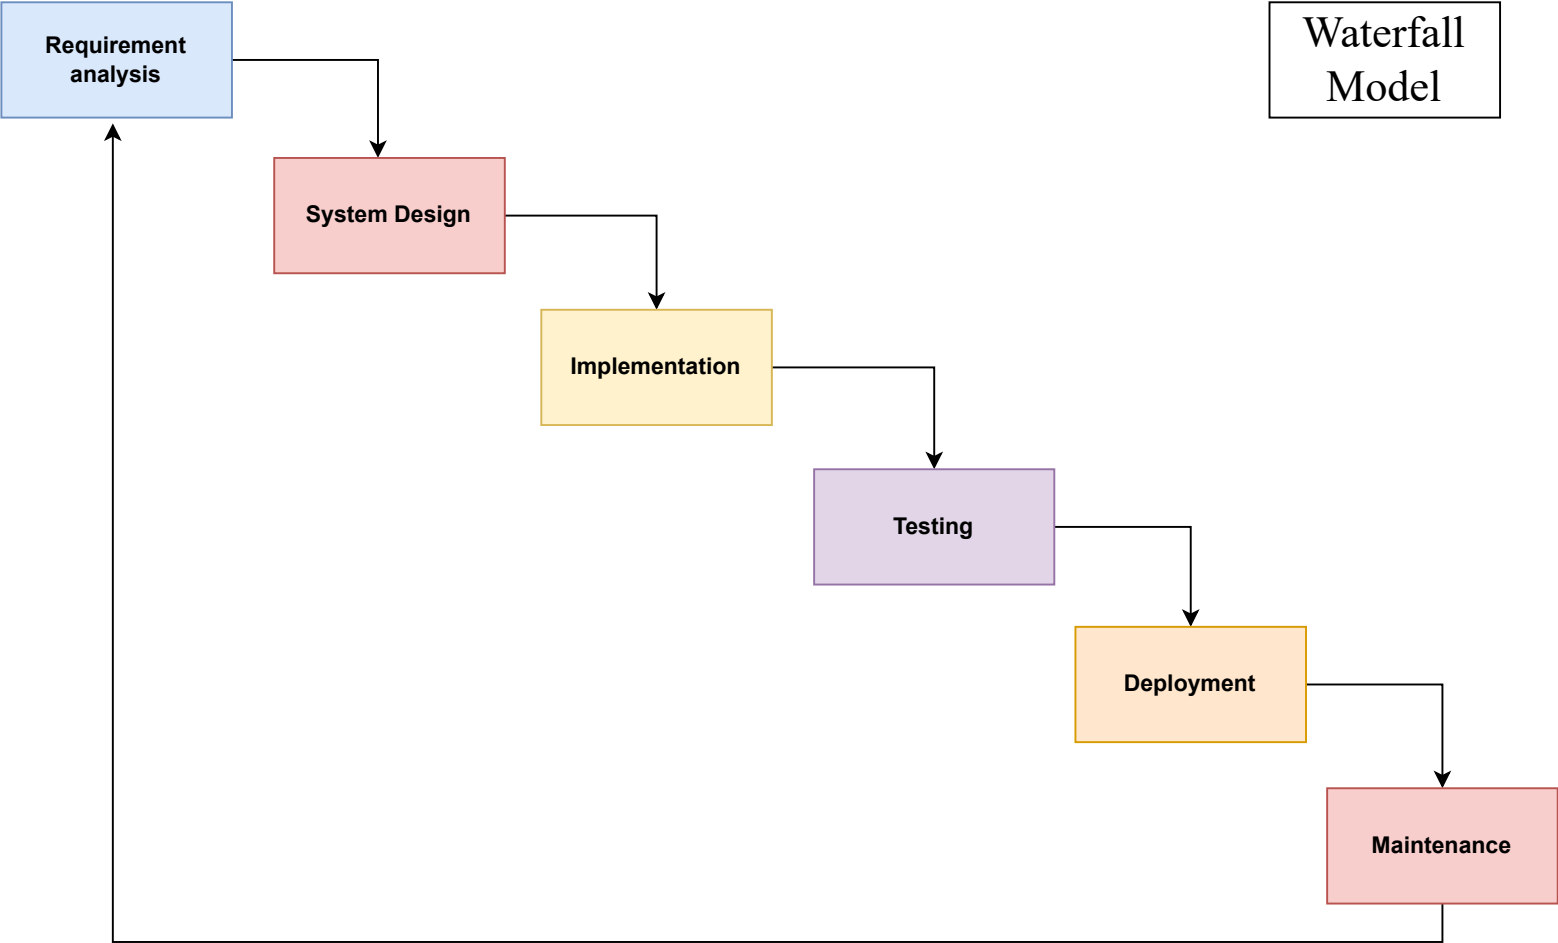 Requirement
analysis
Waterfall
Model
System Design
Implementation
Testing
Deployment
Maintenance